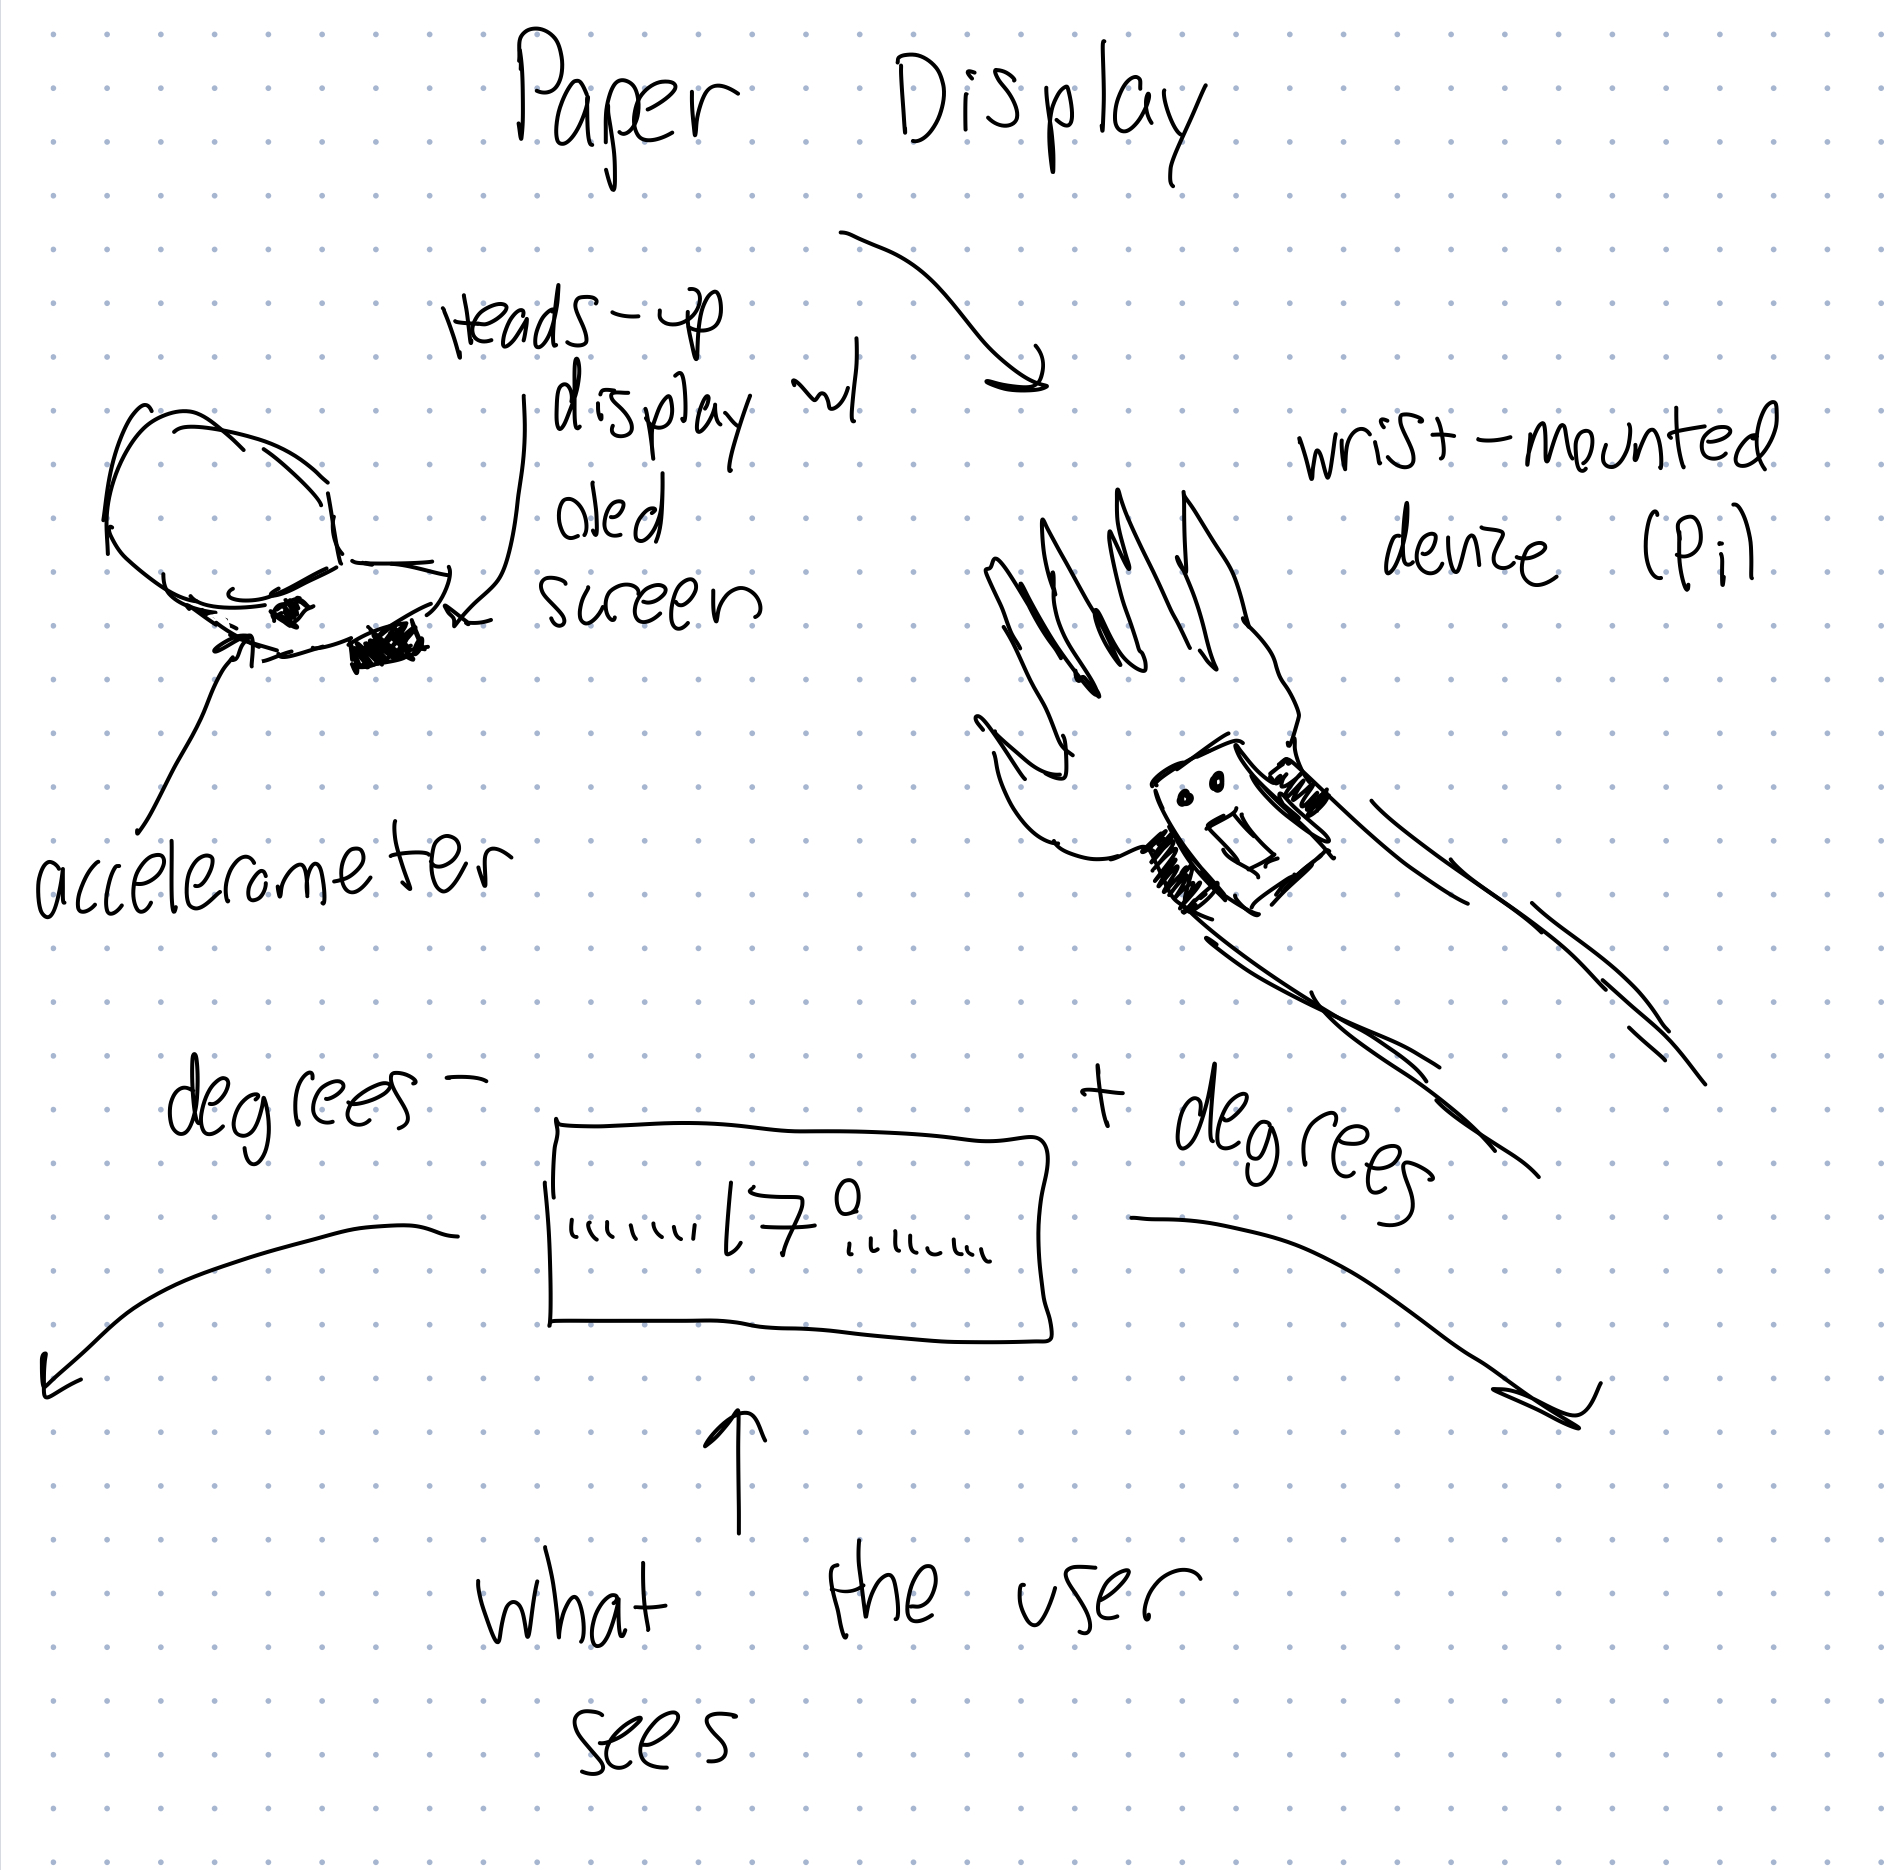 Paper Display
Heads-up
display w/
oled
screen
wrist-mounted
device (Pi)
accelerometer
degrees -
+ degrees
17°
what the user
sees